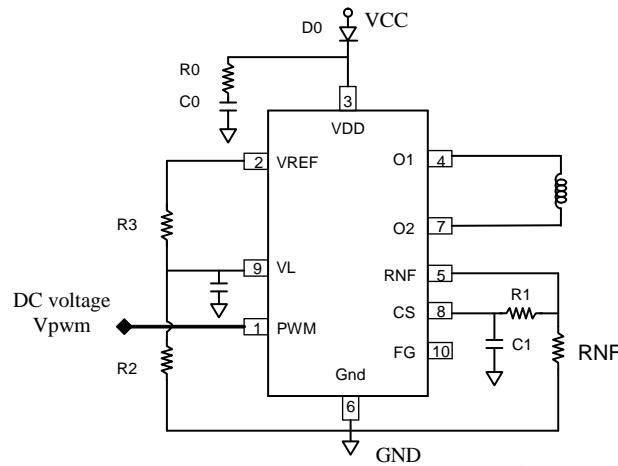 D0
VCC
R0
C0
3
VDD
2
VREF
O1
4
R3
O2
7
9
VL
RNF
5
DC voltage
Vpwm
R1
CS
8
1
PWM
C1
RNF
FG
10
R2
Gnd
6
GND